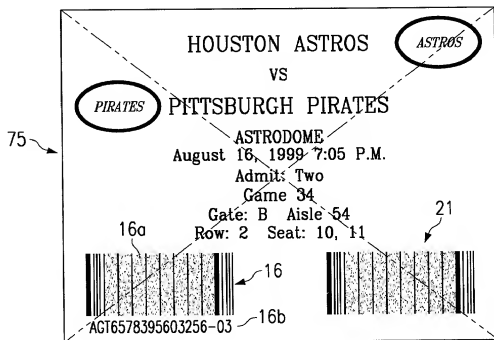 HOUSTON ASTROS
ASTROS
VS
PIRATES
PITTSBURGH PIRATES
75
ASTRODOME
August 16, 1999 7:05 P.M.
Admit: Two
Game 34
Gate: B Aisle 54
Row: 2 Seat: 10, 11
16a
21
16
AGT6578395603256-03
16b